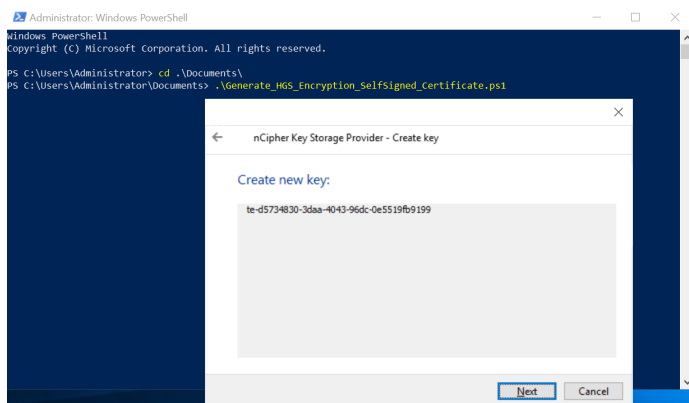 Administrator: Windows PowerShell
Windows PowerShell
Copyright (C) Microsoft Corporation. All rights reserved.
PS C:\Users\Administrator> cd .\Documents\
PS C:\Users\Administrator\Documents> .\Generate_HGS_Encryption_SelfSigned_Certificate.ps1
nCipher Key Storage Provider - Create key
Create new key:
te-d5734830-3daa-4043-96dc-0e5519fb9199
Next Cancel